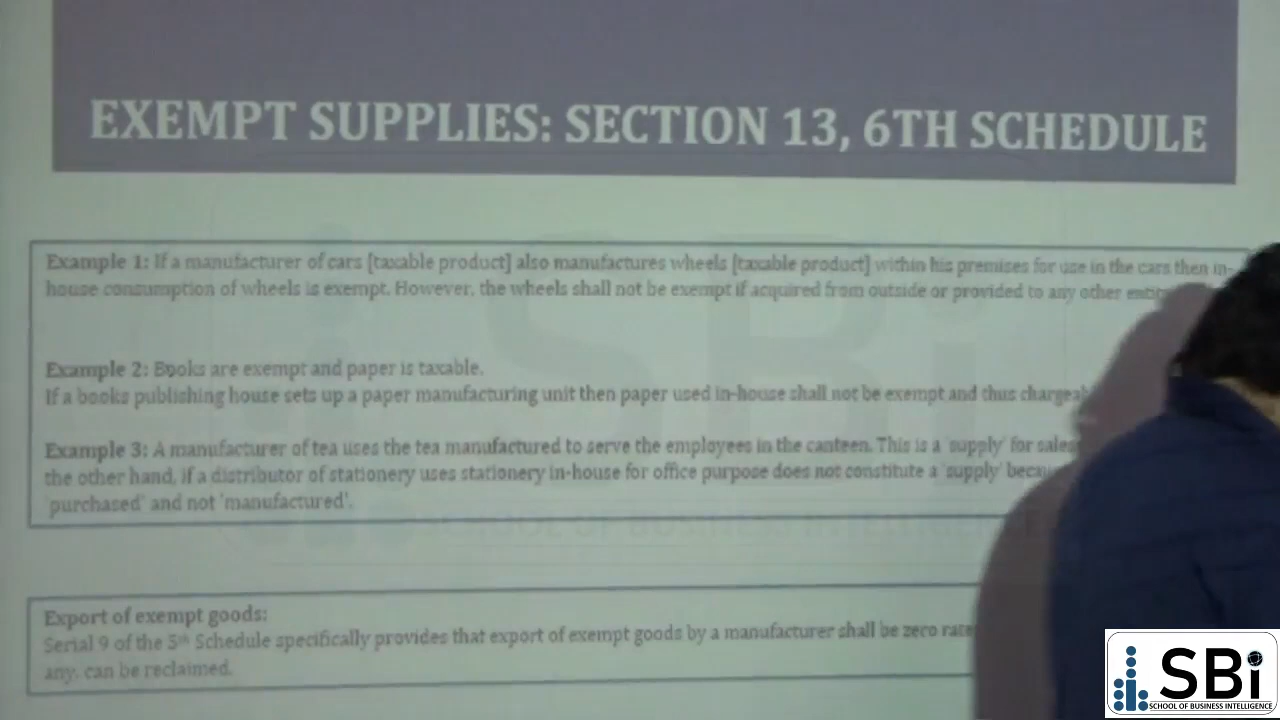 EXEMPT SUPPLIES: SECTION 13, 6TH SCHEDULE
Example 1: If a manufacturer of cars [taxable product] also manufactures wheels [taxable product] within his premises for use in the cars then in-
house consumption of wheels is exempt. However, the wheels shall not be exempt if acquired from outside or provided to any other
Example 2: Books are exempt and paper is taxable.
If a books publishing house sets up a paper manufacturing unit then paper used in-house shall not be exempt and thus
Example 3: A manufacturer of tea uses the tea manufactured to serve the employees in the canteen. This is a 'supply' for sales
the other hand, if a distributor of stationery uses stationery in-house for office purpose does not constitute a 'supply'
'purchased' and not 'manufactured'.
Export of exempt goods:
Serial 9 of the 5th Schedule specifically provides that export of exempt goods by a manufacturer shall be zero
any, can be reclaimed.
SBi
SCHOOL OF BUSINESS INTELLIGENCE